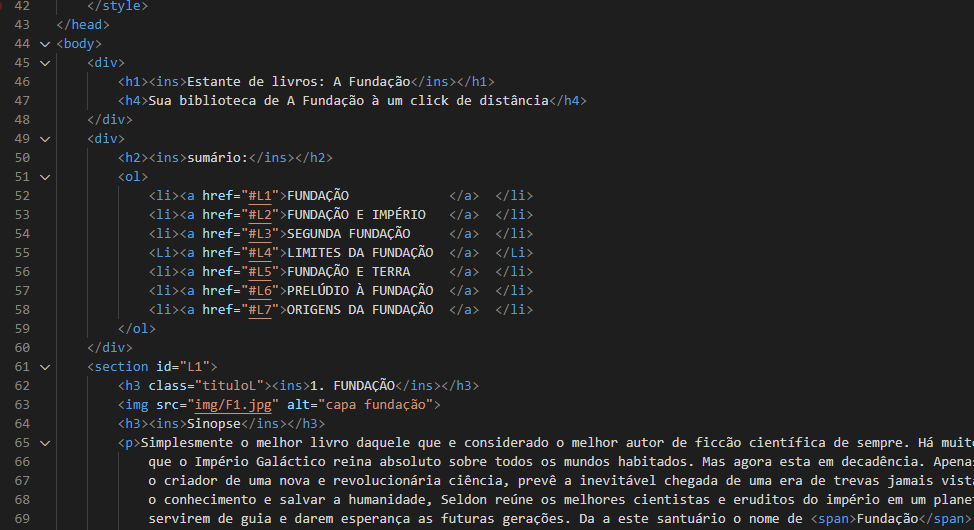 42 </style>
43 </head>
44 <body>
45 <div>
46 <h1><ins>Estante de livros: A Fundação</ins></h1>
47 <h4>Sua biblioteca de A Fundação à um click de distância</h4>
48 </div>
49 <div>
50 <h2><ins>sumário:</ins></h2>
51 <ol>
52 <li><a href="#L1">FUNDAÇÃO </a> </li>
53 <li><a href="#L2">FUNDAÇÃO E IMPÉRIO </a> </li>
54 <li><a href="#L3">SEGUNDA FUNDAÇÃO </a> </li>
55 <Li><a href="#L4">LIMITES DA FUNDAÇÃO </a> </Li>
56 <li><a href="#L5">FUNDAÇÃO E TERRA </a> </li>
57 <li><a href="#L6">PRELÚDIO À FUNDAÇÃO </a> </li>
58 <li><a href="#L7">ORIGENS DA FUNDAÇÃO </a> </li>
59 </ol>
60 </div>
61 <section id="L1">
62 <h3 class="tituloL"><ins>1. FUNDAÇÃO</ins></h3>
63 <img src="img/F1.jpg" alt="capa fundação">
64 <h3><ins>Sinopse</ins></h3>
65 <p>Simplesmente o melhor livro daquele que e considerado o melhor autor de ficcão científica de sempre. Há muito
66 que o Império Galáctico reina absoluto sobre todos os mundos habitados. Mas agora esta em decadência. Apenas
67 o criador de uma nova e revolucionária ciência, prevê a inevitável chegada de uma era de trevas jamais vista
68 o conhecimento e salvar a humanidade, Seldon reúne os melhores cientistas e eruditos do império em um planet
69 servirem de guia e darem esperança as futuras gerações. Da a este santuário o nome de <span>Fundação</span>